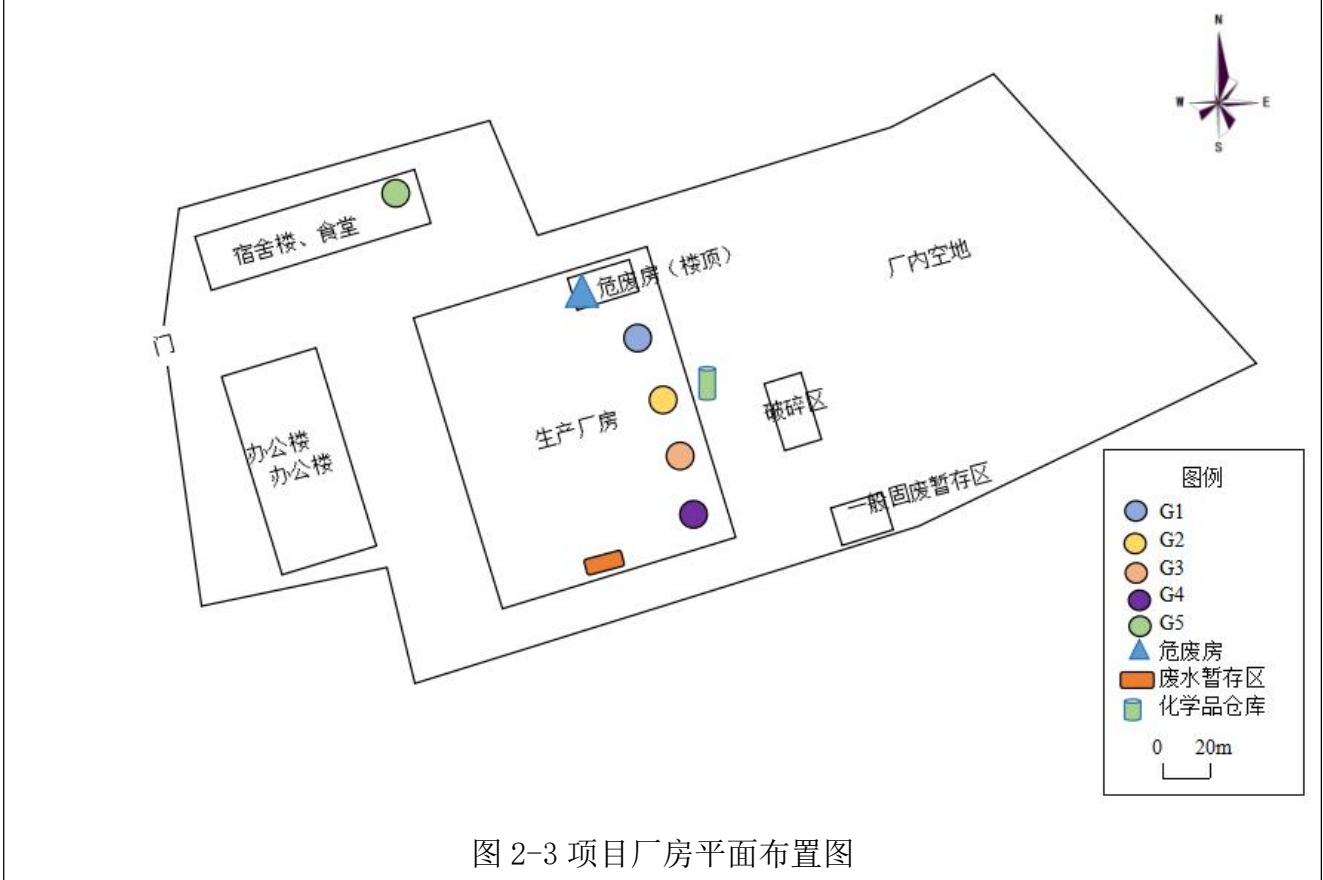 N
W
E
S
宿舍楼、食堂
危废房（楼顶）
厂内空地
门
破碎区
生产厂房
办公楼
办公楼
一般固废暂存区
图例
G1
G2
G3
G4
G5
危废房
废水暂存区
化学品仓库
0 20m
图 2-3 项目厂房平面布置图